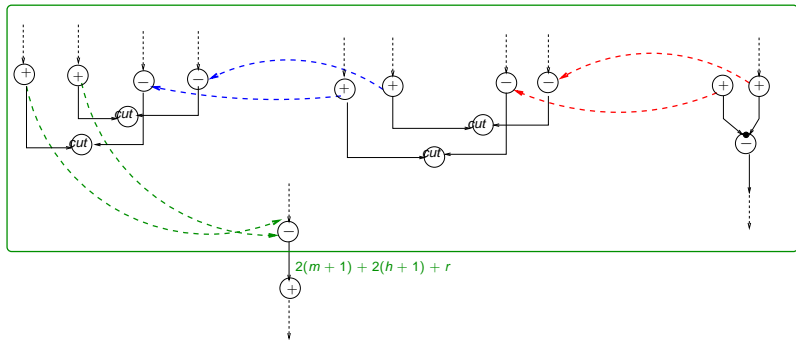 + + − − + + − − + +
cut cut −
cut cut
−
2(m + 1) + 2(h + 1) + r
+